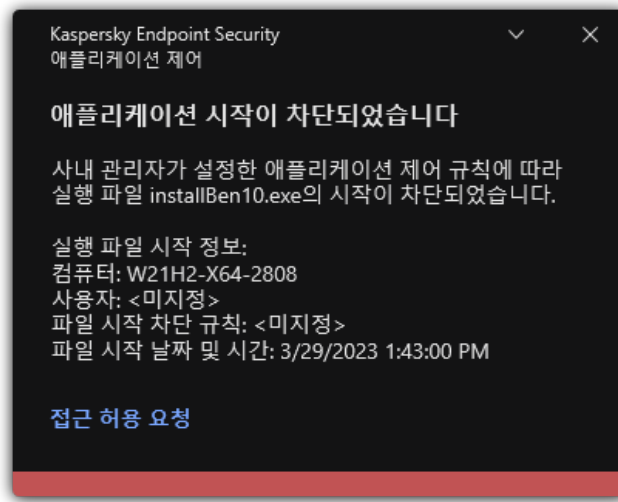 Kaspersky Endpoint Security
애플리케이션 제어
애플리케이션 시작이 차단되었습니다
사내 관리자가 설정한 애플리케이션 제어 규칙에 따라
실행 파일 installBen10.exe의 시작이 차단되었습니다.
실행 파일 시작 정보:
컴퓨터: W21H2-X64-2808
사용자: <미지정>
파일 시작 차단 규칙: <미지정>
파일 시작 날짜 및 시간: 3/29/2023 1:43:00 PM
접근 허용 요청